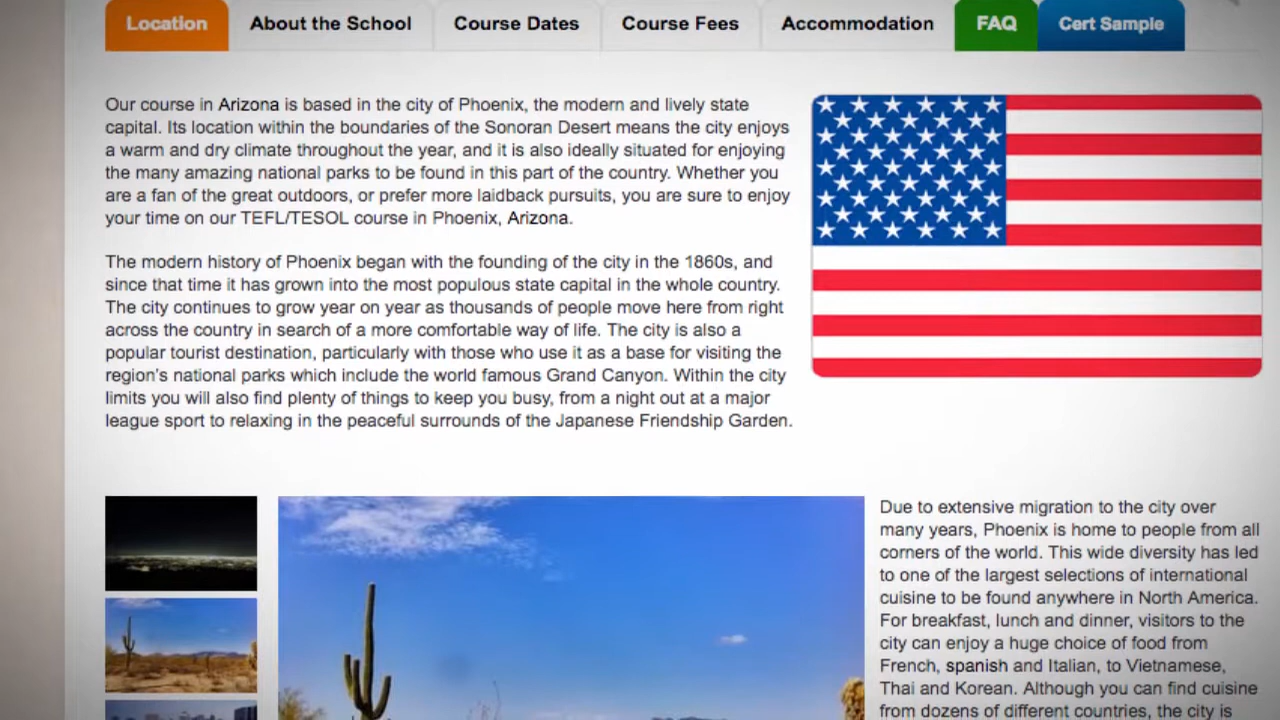 Location
About the School
Course Dates
Course Fees
Accommodation
FAQ
Cert Sample
Our course in Arizona is based in the city of Phoenix, the modern and lively state
capital. Its location within the boundaries of the Sonoran Desert means the city enjoys
a warm and dry climate throughout the year, and it is also ideally situated for enjoying
the many amazing national parks to be found in this part of the country. Whether you
are a fan of the great outdoors, or prefer more laidback pursuits, you are sure to enjoy
your time on our TEFL/TESOL course in Phoenix, Arizona.
The modern history of Phoenix began with the founding of the city in the 1860s, and
since that time it has grown into the most populous state capital in the whole country.
The city continues to grow year on year as thousands of people move here from right
across the country in search of a more comfortable way of life. The city is also a
popular tourist destination, particularly with those who use it as a base for visiting the
region's national parks which include the world famous Grand Canyon. Within the city
limits you will also find plenty of things to keep you busy, from a night out at a major
league sport to relaxing in the peaceful surrounds of the Japanese Friendship Garden.
Due to extensive migration to the city over
many years, Phoenix is home to people from all
corners of the world. This wide diversity has led
to one of the largest selections of international
cuisine to be found anywhere in North America.
For breakfast, lunch and dinner, visitors to the
city can enjoy a huge choice of food from
French, spanish and Italian, to Vietnamese,
Thai and Korean. Although you can find cuisine
from dozens of different countries, the city is